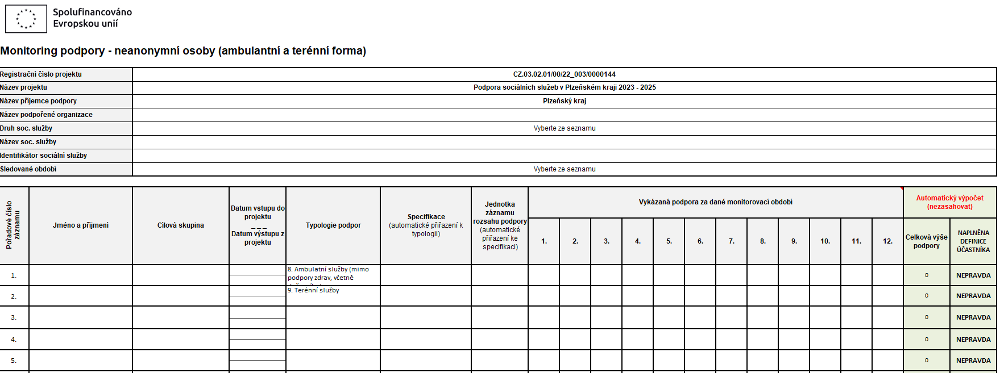 Spolufinancováno
Evropskou unií
Monitoring podpory - neanonymní osoby (ambulantní a terénní forma)
Registrační číslo projektu CZ.03.02.01/00/22_003/0000144
Název projektu Podpora sociálních služeb v Plzeňském kraji 2023 - 2025
Název příjemce podpory Plzeňský kraj
Název podpořené organizace
Druh soc. služby Vyberte ze seznamu
Název soc. služby
Identifikátor sociální služby
Sledované období Vyberte ze seznamu
Pořadové číslo
záznamu
Jméno a příjmení
Cílová skupina
Datum vstupu do
projektu
_ _ _
Datum výstupu z
projektu
Typologie podpor
Specifikace
(automatické přiřazení k
typologii)
Jednotka
záznamu
rozsahu podpory
(automatické
přiřazení ke
specifikaci)
Vykázaná podpora za dané monitorovací období
1. 2. 3. 4. 5. 6. 7. 8. 9. 10. 11. 12.
Automatický výpočet
(nezasahovat)
Celková výše
podpory
NAPLNĚNA
DEFINICE
ÚČASTNÍKA
1. 8. Ambulatní služby (mimo
podpory zdrav, včetně
0 NEPRAVDA
2. 9. Terénní služby 0 NEPRAVDA
3. 0 NEPRAVDA
4. 0 NEPRAVDA
5. 0 NEPRAVDA